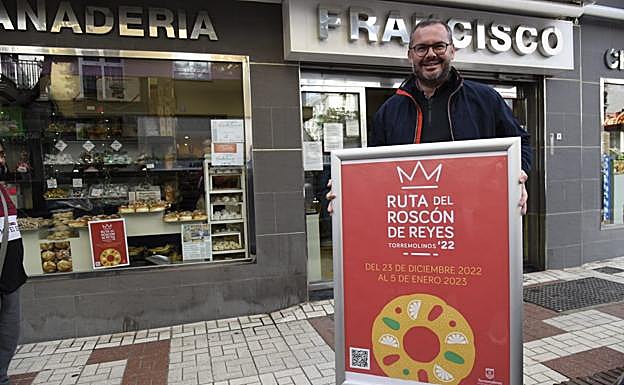 ANADERIA
FRANCISCO
RUTA DEL
ROSCÓN
DE REYES
TORREMOLINOS '22
DEL 23 DE DICIEMBRE 2022
AL 5 DE ENERO 2023